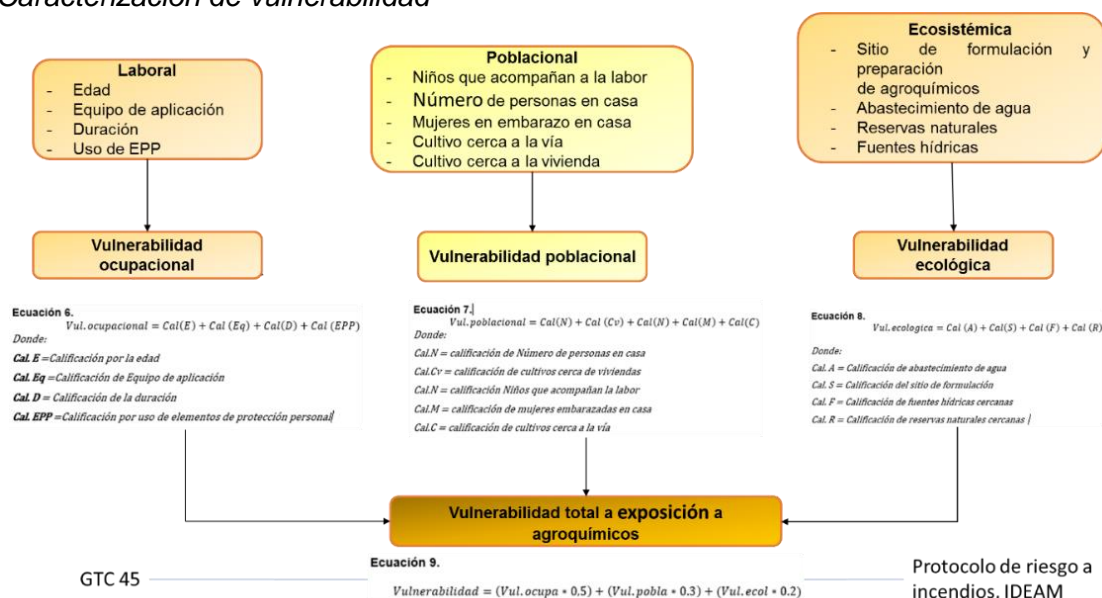 Caracterización de vulnerabilidad
Laboral
- Edad
- Equipo de aplicación
- Duración
- Uso de EPP
Poblacional
- Niños que acompañan a la labor
- Número de personas en casa
- Mujeres en embarazo en casa
- Cultivo cerca a la vía
- Cultivo cerca a la vivienda
Ecosistémica
- Sitio de formulación y
preparación
de agroquímicos
- Abastecimiento de agua
- Reservas naturales
- Fuentes hídricas
Vulnerabilidad
ocupacional
Vulnerabilidad poblacional
Vulnerabilidad
ecológica
Ecuación 6.
Vul.ocupacional = Cal(E) + Cal (Eq) + Cal(D) + Cal (EPP)
Donde:
Cal. E =Calificación por la edad
Cal. Eq =Calificación de Equipo de aplicación
Cal. D = Calificación de la duración
Cal. EPP =Calificación por uso de elementos de protección personal
Ecuación 7.
Vul.poblacional = Cal(N) + Cal (Cv) + Cal(N) + Cal(M) + Cal(C)
Donde:
Cal.N = calificación de Número de personas en casa
Cal.Cv = calificación de cultivos cerca de viviendas
Cal.N = calificación Niños que acompañan la labor
Cal.M = calificación de mujeres embarazadas en casa
Cal.C = calificación de cultivos cerca a la vía
Ecuación 8.
Vul.ecologica = Cal (A) + Cal(S) + Cal (F) + Cal (R)
Donde:
Cal. A = Calificación de abastecimiento de agua
Cal. S = Calificación del sitio de formulación
Cal. F = Calificación de fuentes hídricas cercanas
Cal. R = Calificación de reservas naturales cercanas
Vulnerabilidad total a exposición a
agroquímicos
Ecuación 9.
Vulnerabilidad = (Vul.ocupa * 0.5) + (Vul.pobla * 0.3) + (Vul.ecol * 0.2)
GTC 45
Protocolo de riesgo a
incendios. IDEAM